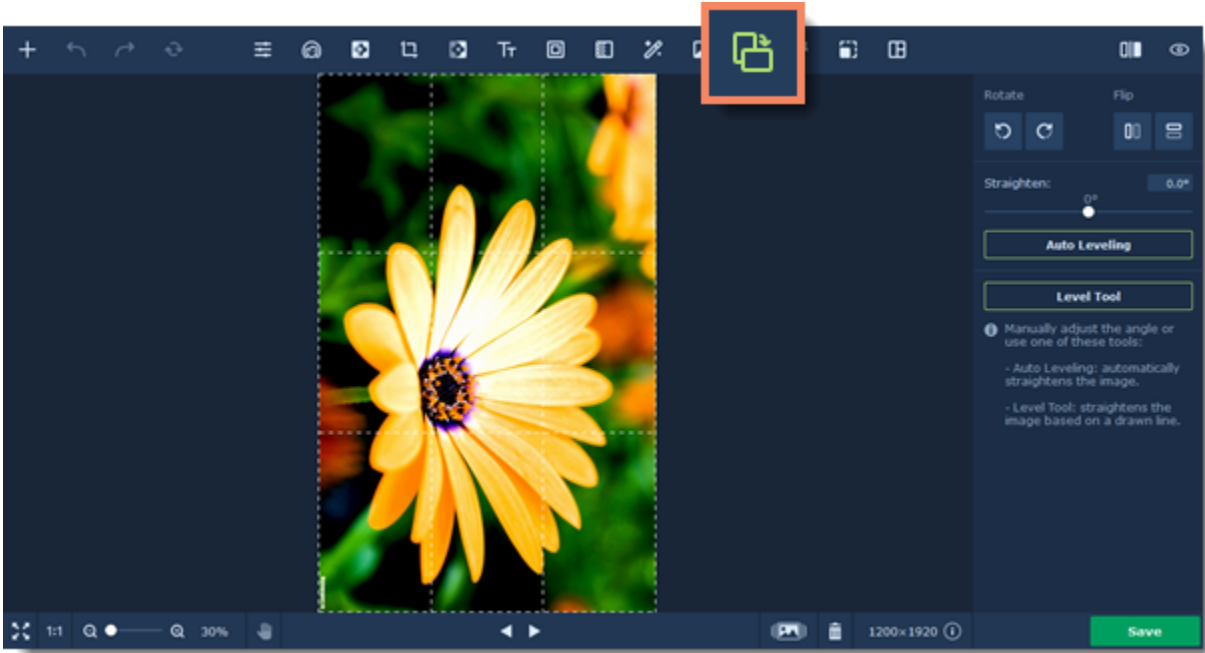 Tт
Rotate
Flip
Straighten:
0.0°
0°
Auto Leveling
Level Tool
Manually adjust the angle or
use one of these tools:
- Auto Leveling: automatically
straightens the image.
- Level Tool: straightens the
image based on a drawn line.
1:1
30%
1200×1920
Save